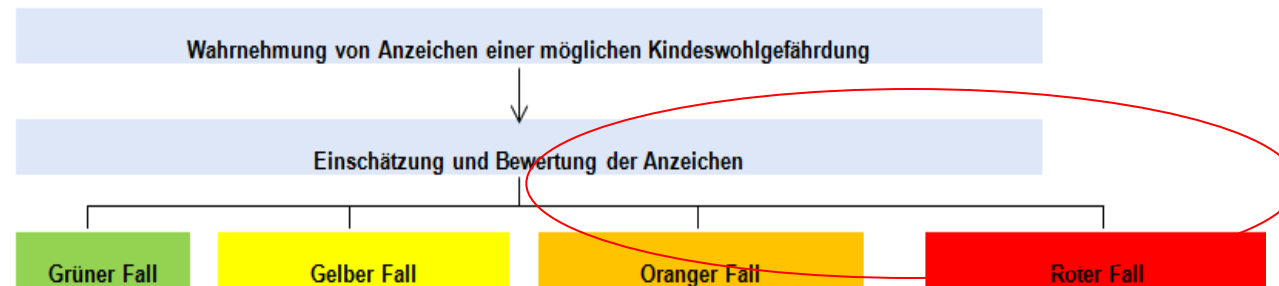 Wahrnehmung von Anzeichen einer möglichen Kindeswohlgefährdung
Einschätzung und Bewertung der Anzeichen
Grüner Fall
Gelber Fall
Oranger Fall
Roter Fall